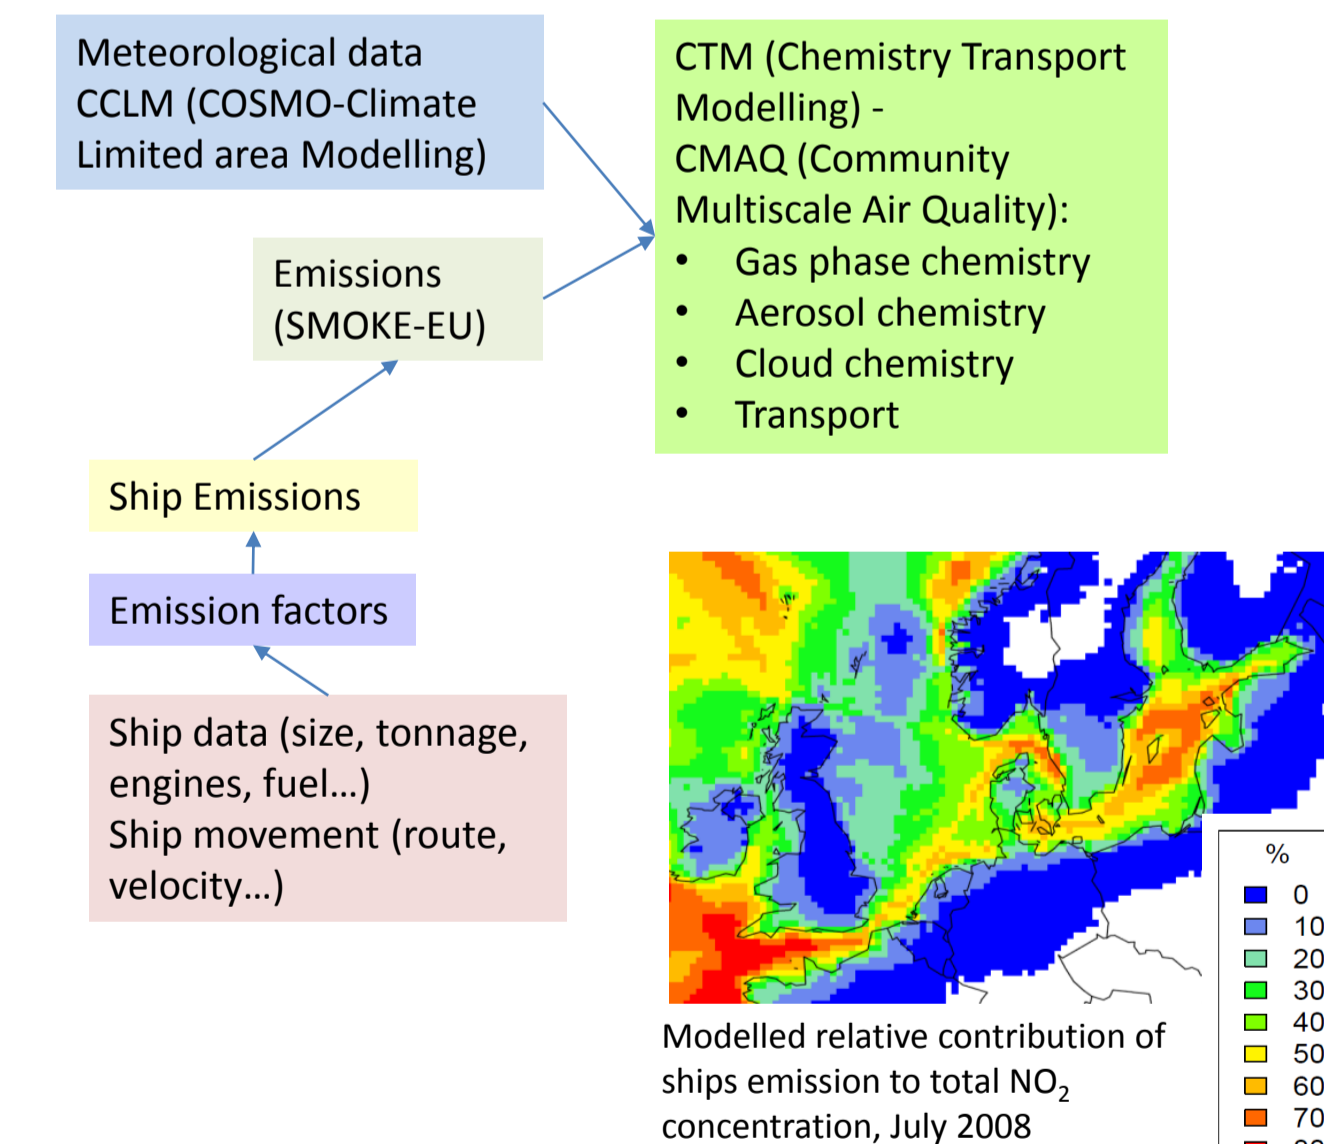 Meteorological data
CCLM (COSMO-Climate
Limited area Modelling)
CTM (Chemistry Transport
Modelling) -
CMAQ (Community
Multiscale Air Quality):
• Gas phase chemistry
• Aerosol chemistry
• Cloud chemistry
• Transport
Emissions
(SMOKE-EU)
Ship Emissions
Emission factors
Ship data (size, tonnage,
engines, fuel...)
Ship movement (route,
velocity...)
%
0
10
20
30
40
50
60
70
Modelled relative contribution of
ships emission to total NO₂
concentration, July 2008